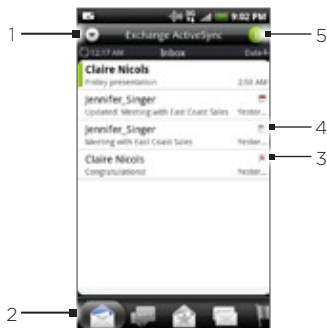 9:02 PM
1
Exchange ActiveSync
5
12:17 AM Inbox Date
Claire Nicols
Friday presentation 2:58 AM
Jennifer_Singer
Updated: Meeting with East Coast Sales Yester...
Jennifer_Singer
4
Meeting with East Coast Sales Yester...
Claire Nicols
3
Congratulations! Yester...
2